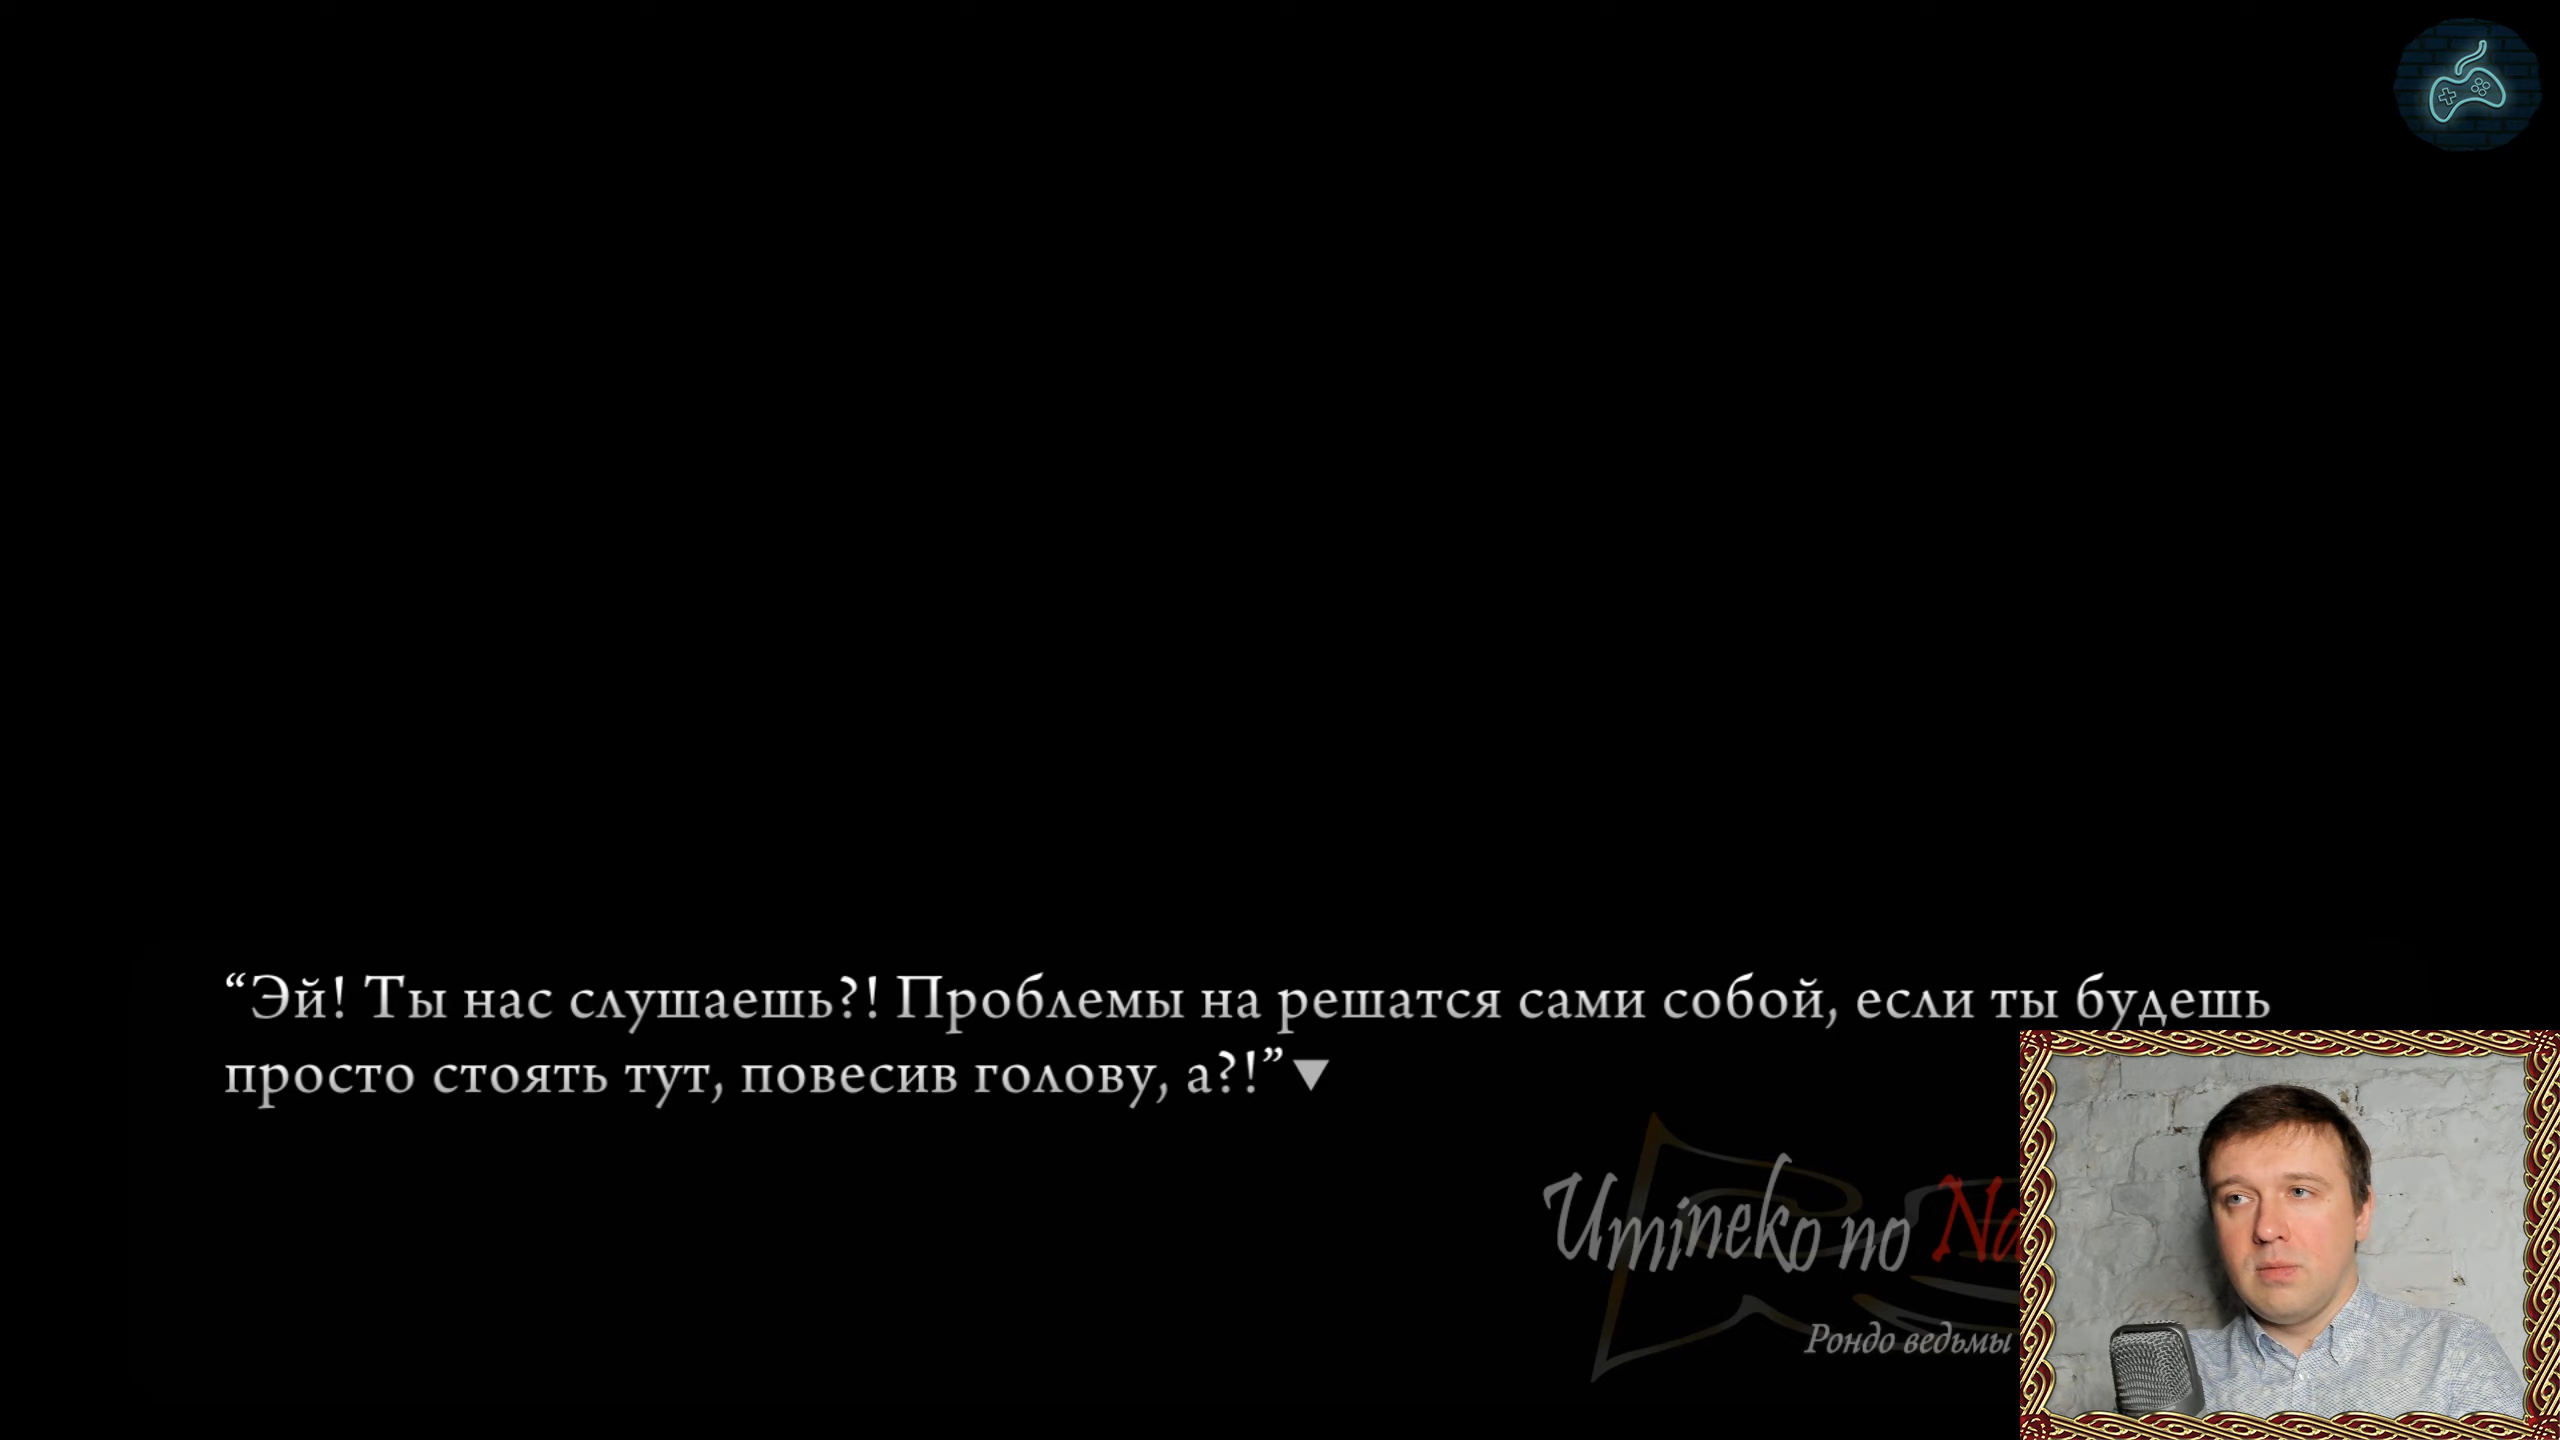 “Эй! Ты нас слушаешь?! Проблемы на решатся сами собой, если ты будешь
просто стоять тут, повесив голову, а?!”
Umineko no Na
Рондо ведьмы